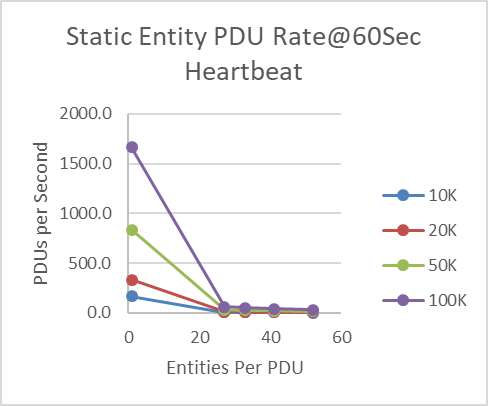 Static Entity PDU Rate@60Sec
Heartbeat
PDUs per Second
2000.0
1500.0
1000.0
500.0
0.0
0
20
40
60
Entities Per PDU
10K
20K
50K
100K